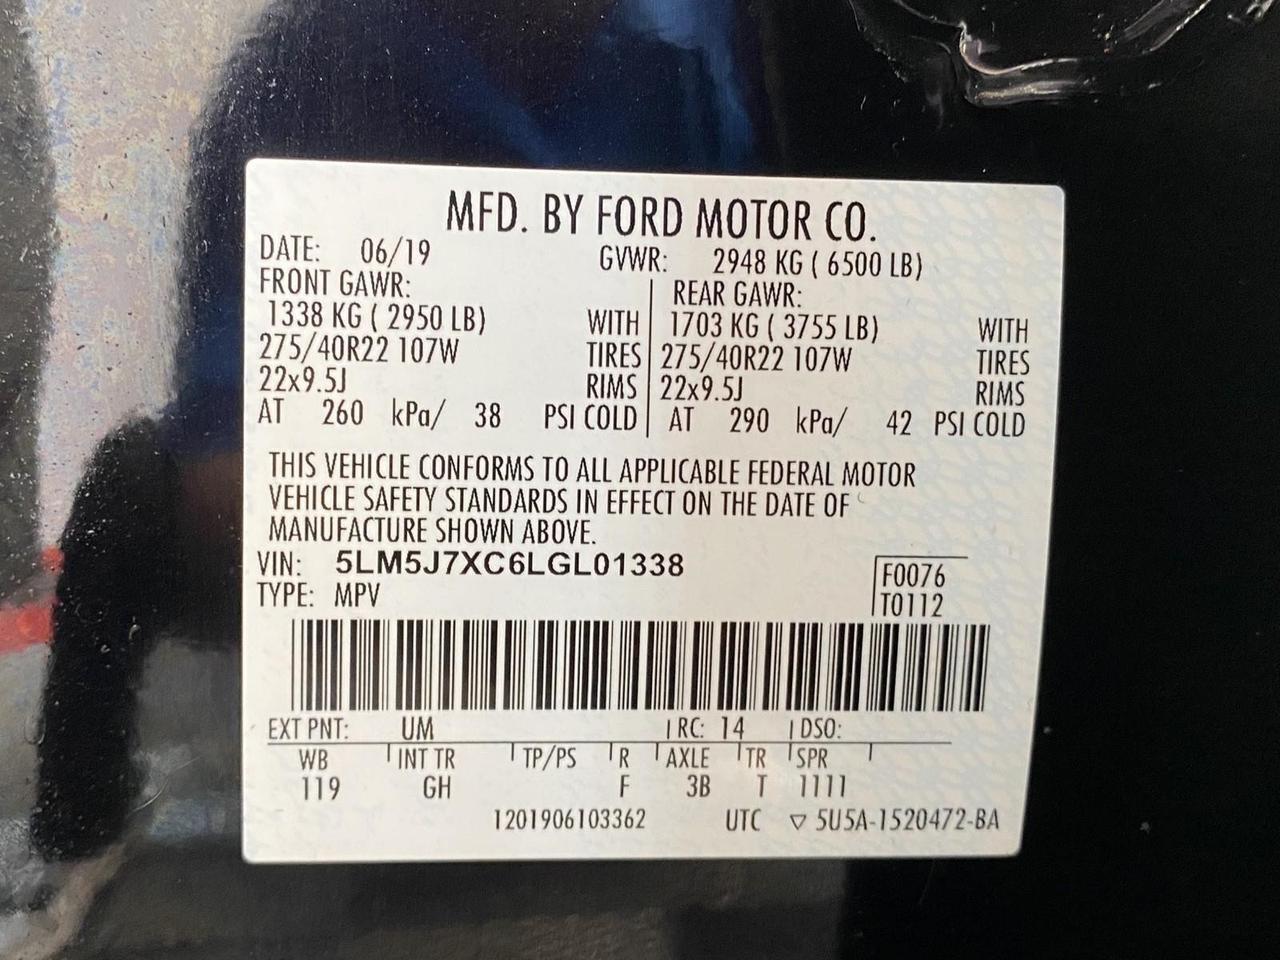 MFD. BY FORD MOTOR CO.
DATE: 06/19 GVWR: 2948 KG ( 6500 LB)
FRONT GAWR: REAR GAWR:
1338 KG ( 2950 LB) WITH 1703 KG ( 3755 LB) WITH
275/40R22 107W TIRES 275/40R22 107W TIRES
22x9.5J RIMS 22x9.5J RIMS
AT 260 kPa/ 38 PSI COLD AT 290 kPa/ 42 PSI COLD
THIS VEHICLE CONFORMS TO ALL APPLICABLE FEDERAL MOTOR
VEHICLE SAFETY STANDARDS IN EFFECT ON THE DATE OF
MANUFACTURE SHOWN ABOVE.
VIN: 5LM5J7XC6LGL01338
F0076
TYPE: MPV
T0112
EXT PNT: UM RC: 14 DSO:
WB INT TR TP/PS R AXLE TR SPR
119 GH F 3B T 1111
1201906103362 UTC ▽ 5U5A-1520472-BA